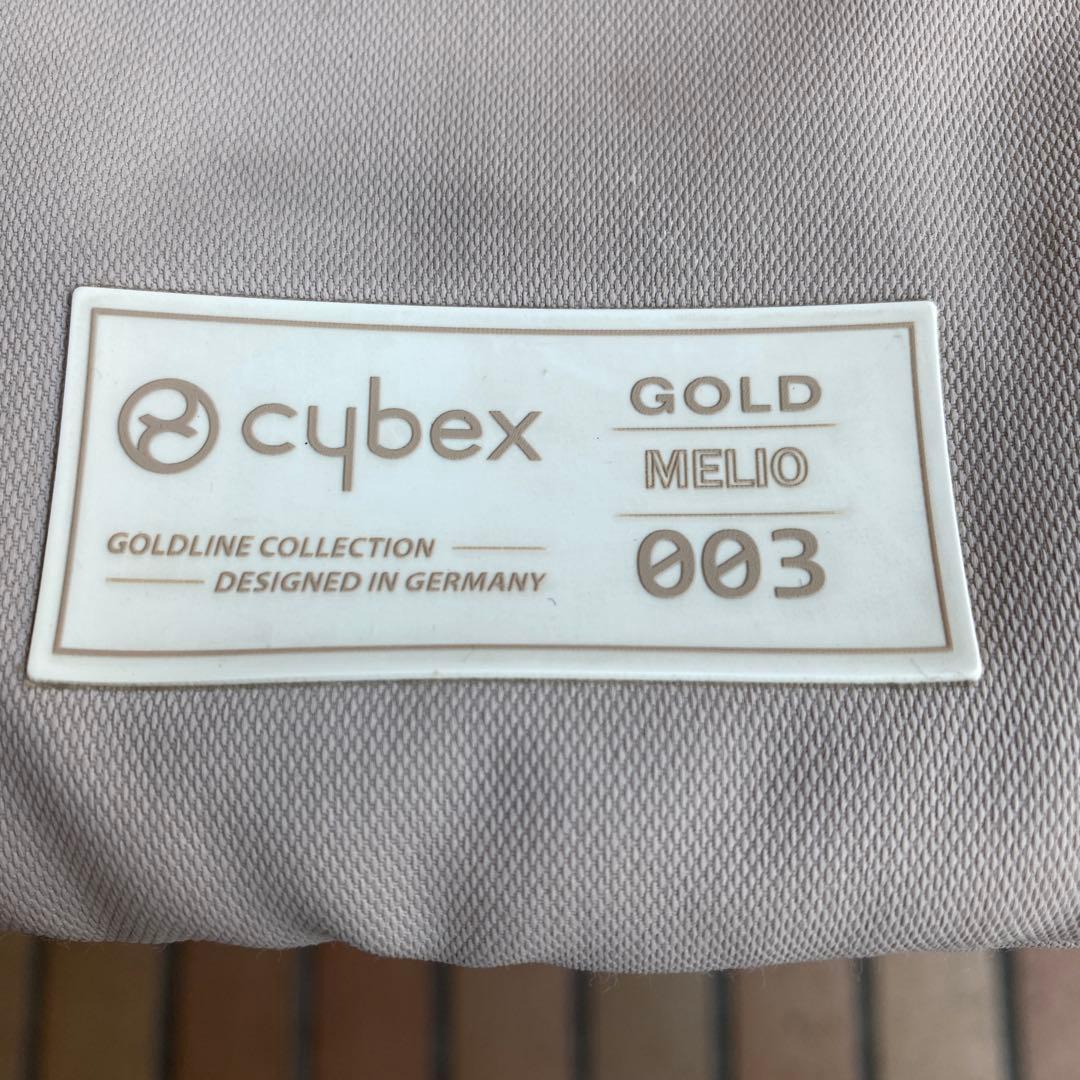 cybex
GOLDLINE COLLECTION
DESIGNED IN GERMANY
GOLD
MELIO
003